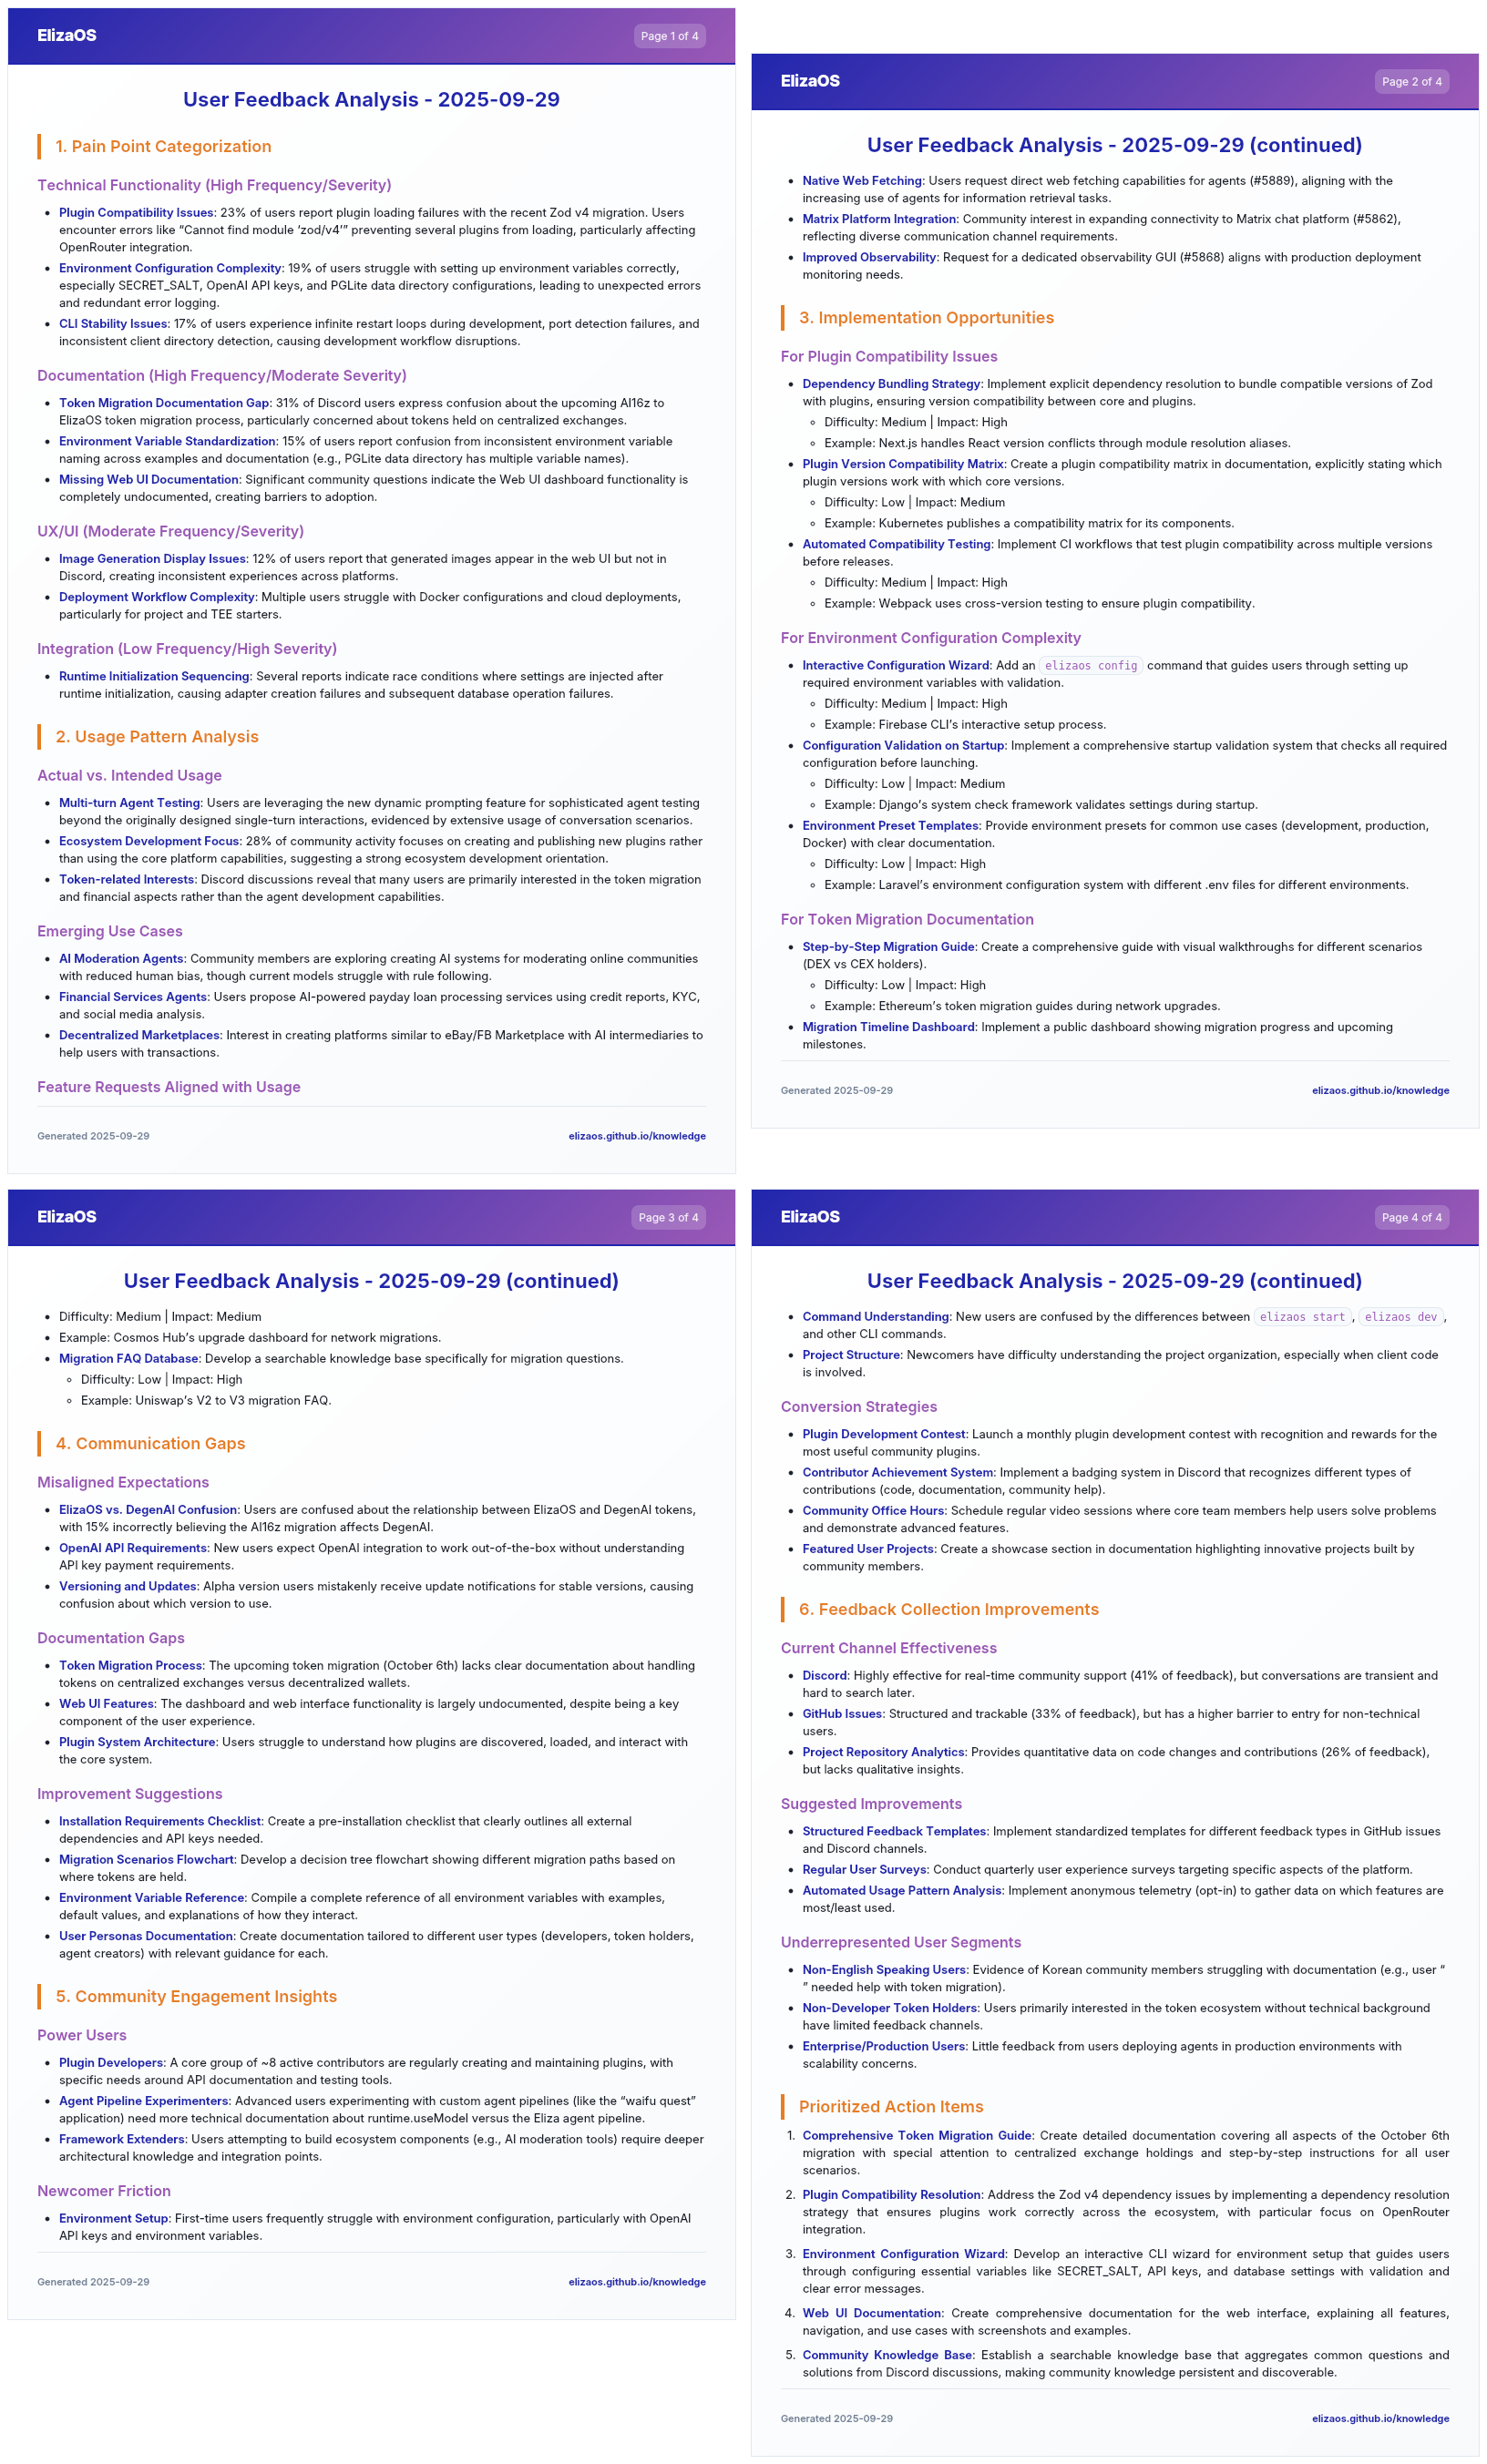 ElizaOS
Page 1 of 4
User Feedback Analysis - 2025-09-29
1. Pain Point Categorization
Technical Functionality (High Frequency/Severity)
• Plugin Compatibility Issues: 23% of users report plugin loading failures with the recent Zod v4 migration. Users
encounter errors like “Cannot find module ‘zod/v4’” preventing several plugins from loading, particularly affecting
OpenRouter integration.
• Environment Configuration Complexity: 19% of users struggle with setting up environment variables correctly,
especially SECRET_SALT, OpenAI API keys, and PGLite data directory configurations, leading to unexpected errors
and redundant error logging.
• CLI Stability Issues: 17% of users experience infinite restart loops during development, port detection failures, and
inconsistent client directory detection, causing development workflow disruptions.
Documentation (High Frequency/Moderate Severity)
• Token Migration Documentation Gap: 31% of Discord users express confusion about the upcoming AI16z to
ElizaOS token migration process, particularly concerned about tokens held on centralized exchanges.
• Environment Variable Standardization: 15% of users report confusion from inconsistent environment variable
naming across examples and documentation (e.g., PGLite data directory has multiple variable names).
• Missing Web UI Documentation: Significant community questions indicate the Web UI dashboard functionality is
completely undocumented, creating barriers to adoption.
UX/UI (Moderate Frequency/Severity)
• Image Generation Display Issues: 12% of users report that generated images appear in the web UI but not in
Discord, creating inconsistent experiences across platforms.
• Deployment Workflow Complexity: Multiple users struggle with Docker configurations and cloud deployments,
particularly for project and TEE starters.
Integration (Low Frequency/High Severity)
• Runtime Initialization Sequencing: Several reports indicate race conditions where settings are injected after
runtime initialization, causing adapter creation failures and subsequent database operation failures.
2. Usage Pattern Analysis
Actual vs. Intended Usage
• Multi-turn Agent Testing: Users are leveraging the new dynamic prompting feature for sophisticated agent testing
beyond the originally designed single-turn interactions, evidenced by extensive usage of conversation scenarios.
• Ecosystem Development Focus: 28% of community activity focuses on creating and publishing new plugins rather
than using the core platform capabilities, suggesting a strong ecosystem development orientation.
• Token-related Interests: Discord discussions reveal that many users are primarily interested in the token migration
and financial aspects rather than the agent development capabilities.
Emerging Use Cases
• AI Moderation Agents: Community members are exploring creating AI systems for moderating online communities
with reduced human bias, though current models struggle with rule following.
• Financial Services Agents: Users propose AI-powered payday loan processing services using credit reports, KYC,
and social media analysis.
• Decentralized Marketplaces: Interest in creating platforms similar to eBay/FB Marketplace with AI intermediaries to
help users with transactions.
Feature Requests Aligned with Usage
Generated 2025-09-29
elizaos.github.io/knowledge
ElizaOS
Page 2 of 4
User Feedback Analysis - 2025-09-29 (continued)
• Native Web Fetching: Users request direct web fetching capabilities for agents (#5889), aligning with the
increasing use of agents for information retrieval tasks.
• Matrix Platform Integration: Community interest in expanding connectivity to Matrix chat platform (#5862),
reflecting diverse communication channel requirements.
• Improved Observability: Request for a dedicated observability GUI (#5868) aligns with production deployment
monitoring needs.
3. Implementation Opportunities
For Plugin Compatibility Issues
• Dependency Bundling Strategy: Implement explicit dependency resolution to bundle compatible versions of Zod
with plugins, ensuring version compatibility between core and plugins.
◦ Difficulty: Medium | Impact: High
◦ Example: Next.js handles React version conflicts through module resolution aliases.
• Plugin Version Compatibility Matrix: Create a plugin compatibility matrix in documentation, explicitly stating which
plugin versions work with which core versions.
◦ Difficulty: Low | Impact: Medium
◦ Example: Kubernetes publishes a compatibility matrix for its components.
• Automated Compatibility Testing: Implement CI workflows that test plugin compatibility across multiple versions
before releases.
◦ Difficulty: Medium | Impact: High
◦ Example: Webpack uses cross-version testing to ensure plugin compatibility.
For Environment Configuration Complexity
• Interactive Configuration Wizard: Add an elizaos config command that guides users through setting up
required environment variables with validation.
◦ Difficulty: Medium | Impact: High
◦ Example: Firebase CLI’s interactive setup process.
• Configuration Validation on Startup: Implement a comprehensive startup validation system that checks all required
configuration before launching.
◦ Difficulty: Low | Impact: Medium
◦ Example: Django’s system check framework validates settings during startup.
• Environment Preset Templates: Provide environment presets for common use cases (development, production,
Docker) with clear documentation.
◦ Difficulty: Low | Impact: High
◦ Example: Laravel’s environment configuration system with different .env files for different environments.
For Token Migration Documentation
• Step-by-Step Migration Guide: Create a comprehensive guide with visual walkthroughs for different scenarios
(DEX vs CEX holders).
◦ Difficulty: Low | Impact: High
◦ Example: Ethereum’s token migration guides during network upgrades.
• Migration Timeline Dashboard: Implement a public dashboard showing migration progress and upcoming
milestones.
Generated 2025-09-29
elizaos.github.io/knowledge
ElizaOS
Page 3 of 4
User Feedback Analysis - 2025-09-29 (continued)
• Difficulty: Medium | Impact: Medium
• Example: Cosmos Hub’s upgrade dashboard for network migrations.
• Migration FAQ Database: Develop a searchable knowledge base specifically for migration questions.
◦ Difficulty: Low | Impact: High
◦ Example: Uniswap’s V2 to V3 migration FAQ.
4. Communication Gaps
Misaligned Expectations
• ElizaOS vs. DegenAI Confusion: Users are confused about the relationship between ElizaOS and DegenAI tokens,
with 15% incorrectly believing the AI16z migration affects DegenAI.
• OpenAI API Requirements: New users expect OpenAI integration to work out-of-the-box without understanding
API key payment requirements.
• Versioning and Updates: Alpha version users mistakenly receive update notifications for stable versions, causing
confusion about which version to use.
Documentation Gaps
• Token Migration Process: The upcoming token migration (October 6th) lacks clear documentation about handling
tokens on centralized exchanges versus decentralized wallets.
• Web UI Features: The dashboard and web interface functionality is largely undocumented, despite being a key
component of the user experience.
• Plugin System Architecture: Users struggle to understand how plugins are discovered, loaded, and interact with
the core system.
Improvement Suggestions
• Installation Requirements Checklist: Create a pre-installation checklist that clearly outlines all external
dependencies and API keys needed.
• Migration Scenarios Flowchart: Develop a decision tree flowchart showing different migration paths based on
where tokens are held.
• Environment Variable Reference: Compile a complete reference of all environment variables with examples,
default values, and explanations of how they interact.
• User Personas Documentation: Create documentation tailored to different user types (developers, token holders,
agent creators) with relevant guidance for each.
5. Community Engagement Insights
Power Users
• Plugin Developers: A core group of ~8 active contributors are regularly creating and maintaining plugins, with
specific needs around API documentation and testing tools.
• Agent Pipeline Experimenters: Advanced users experimenting with custom agent pipelines (like the “waifu quest”
application) need more technical documentation about runtime.useModel versus the Eliza agent pipeline.
• Framework Extenders: Users attempting to build ecosystem components (e.g., AI moderation tools) require deeper
architectural knowledge and integration points.
Newcomer Friction
• Environment Setup: First-time users frequently struggle with environment configuration, particularly with OpenAI
API keys and environment variables.
Generated 2025-09-29
elizaos.github.io/knowledge
ElizaOS
Page 4 of 4
User Feedback Analysis - 2025-09-29 (continued)
• Command Understanding: New users are confused by the differences between elizaos start, elizaos dev,
and other CLI commands.
• Project Structure: Newcomers have difficulty understanding the project organization, especially when client code
is involved.
Conversion Strategies
• Plugin Development Contest: Launch a monthly plugin development contest with recognition and rewards for the
most useful community plugins.
• Contributor Achievement System: Implement a badging system in Discord that recognizes different types of
contributions (code, documentation, community help).
• Community Office Hours: Schedule regular video sessions where core team members help users solve problems
and demonstrate advanced features.
• Featured User Projects: Create a showcase section in documentation highlighting innovative projects built by
community members.
6. Feedback Collection Improvements
Current Channel Effectiveness
• Discord: Highly effective for real-time community support (41% of feedback), but conversations are transient and
hard to search later.
• GitHub Issues: Structured and trackable (33% of feedback), but has a higher barrier to entry for non-technical
users.
• Project Repository Analytics: Provides quantitative data on code changes and contributions (26% of feedback),
but lacks qualitative insights.
Suggested Improvements
• Structured Feedback Templates: Implement standardized templates for different feedback types in GitHub issues
and Discord channels.
• Regular User Surveys: Conduct quarterly user experience surveys targeting specific aspects of the platform.
• Automated Usage Pattern Analysis: Implement anonymous telemetry (opt-in) to gather data on which features are
most/least used.
Underrepresented User Segments
• Non-English Speaking Users: Evidence of Korean community members struggling with documentation (e.g., user “
” needed help with token migration).
• Non-Developer Token Holders: Users primarily interested in the token ecosystem without technical background
have limited feedback channels.
• Enterprise/Production Users: Little feedback from users deploying agents in production environments with
scalability concerns.
Prioritized Action Items
1. Comprehensive Token Migration Guide: Create detailed documentation covering all aspects of the October 6th
migration with special attention to centralized exchange holdings and step-by-step instructions for all user
scenarios.
2. Plugin Compatibility Resolution: Address the Zod v4 dependency issues by implementing a dependency resolution
strategy that ensures plugins work correctly across the ecosystem, with particular focus on OpenRouter
integration.
3. Environment Configuration Wizard: Develop an interactive CLI wizard for environment setup that guides users
through configuring essential variables like SECRET_SALT, API keys, and database settings with validation and
clear error messages.
4. Web UI Documentation: Create comprehensive documentation for the web interface, explaining all features,
navigation, and use cases with screenshots and examples.
5. Community Knowledge Base: Establish a searchable knowledge base that aggregates common questions and
solutions from Discord discussions, making community knowledge persistent and discoverable.
Generated 2025-09-29
elizaos.github.io/knowledge